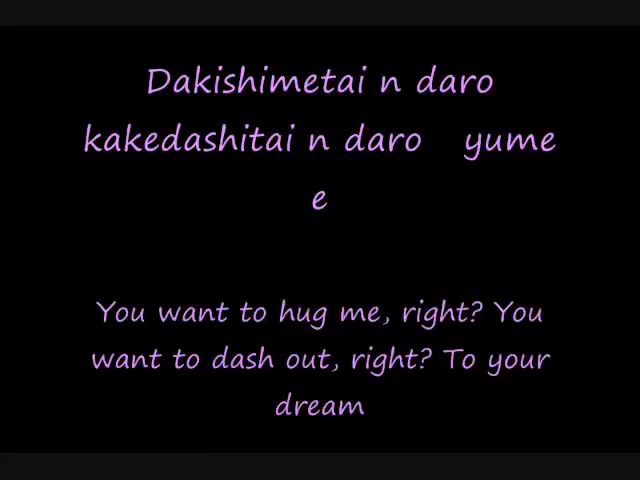 Dakishimetai n daro
kakedashitai n daro yume
e
You want to hug me, right? You
want to dash out, right? To your
dream